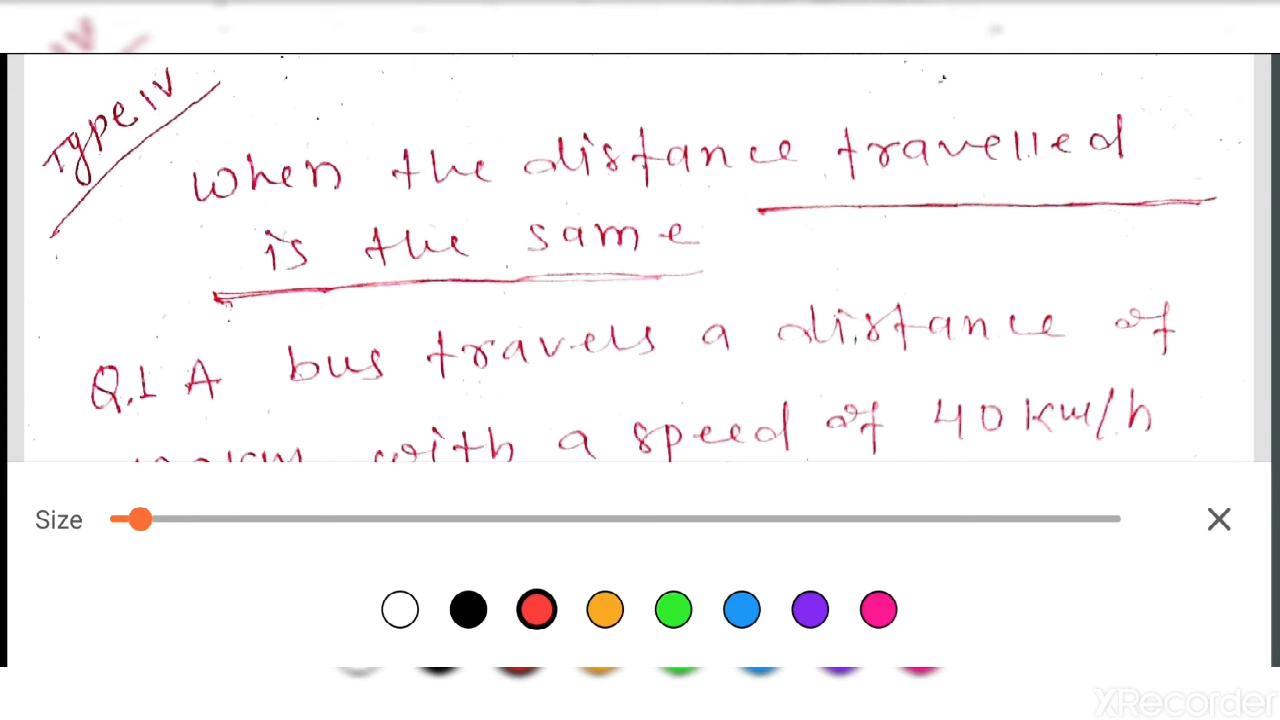 Type IV
When the distance travelled
is the same
Q.1 A bus travels a distance of
with a speed of 40 km/h
Size
XRecorder